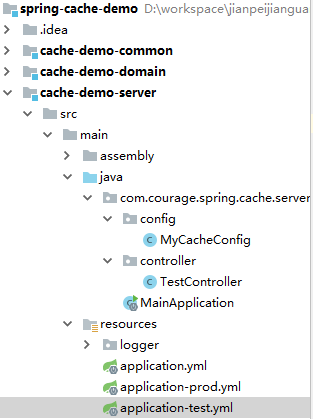 spring-cache-demo D:\workspace\jianpeijiangua
.idea
cache-demo-common
cache-demo-domain
cache-demo-server
src
main
assembly
java
com.courage.spring.cache.server
config
MyCacheConfig
controller
TestController
MainApplication
resources
logger
application.yml
application-prod.yml
application-test.yml